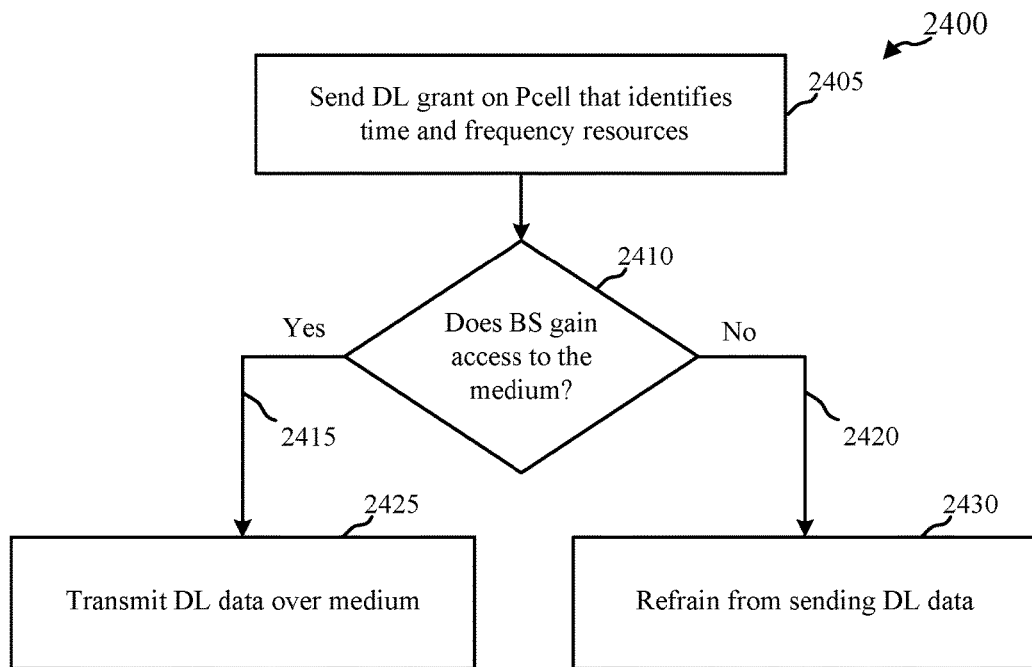 2400
Send DL grant on Pcell that identifies
time and frequency resources
2405
2410
Does BS gain
access to the
medium?
Yes
No
2415
2420
2425
2430
Transmit DL data over medium
Refrain from sending DL data